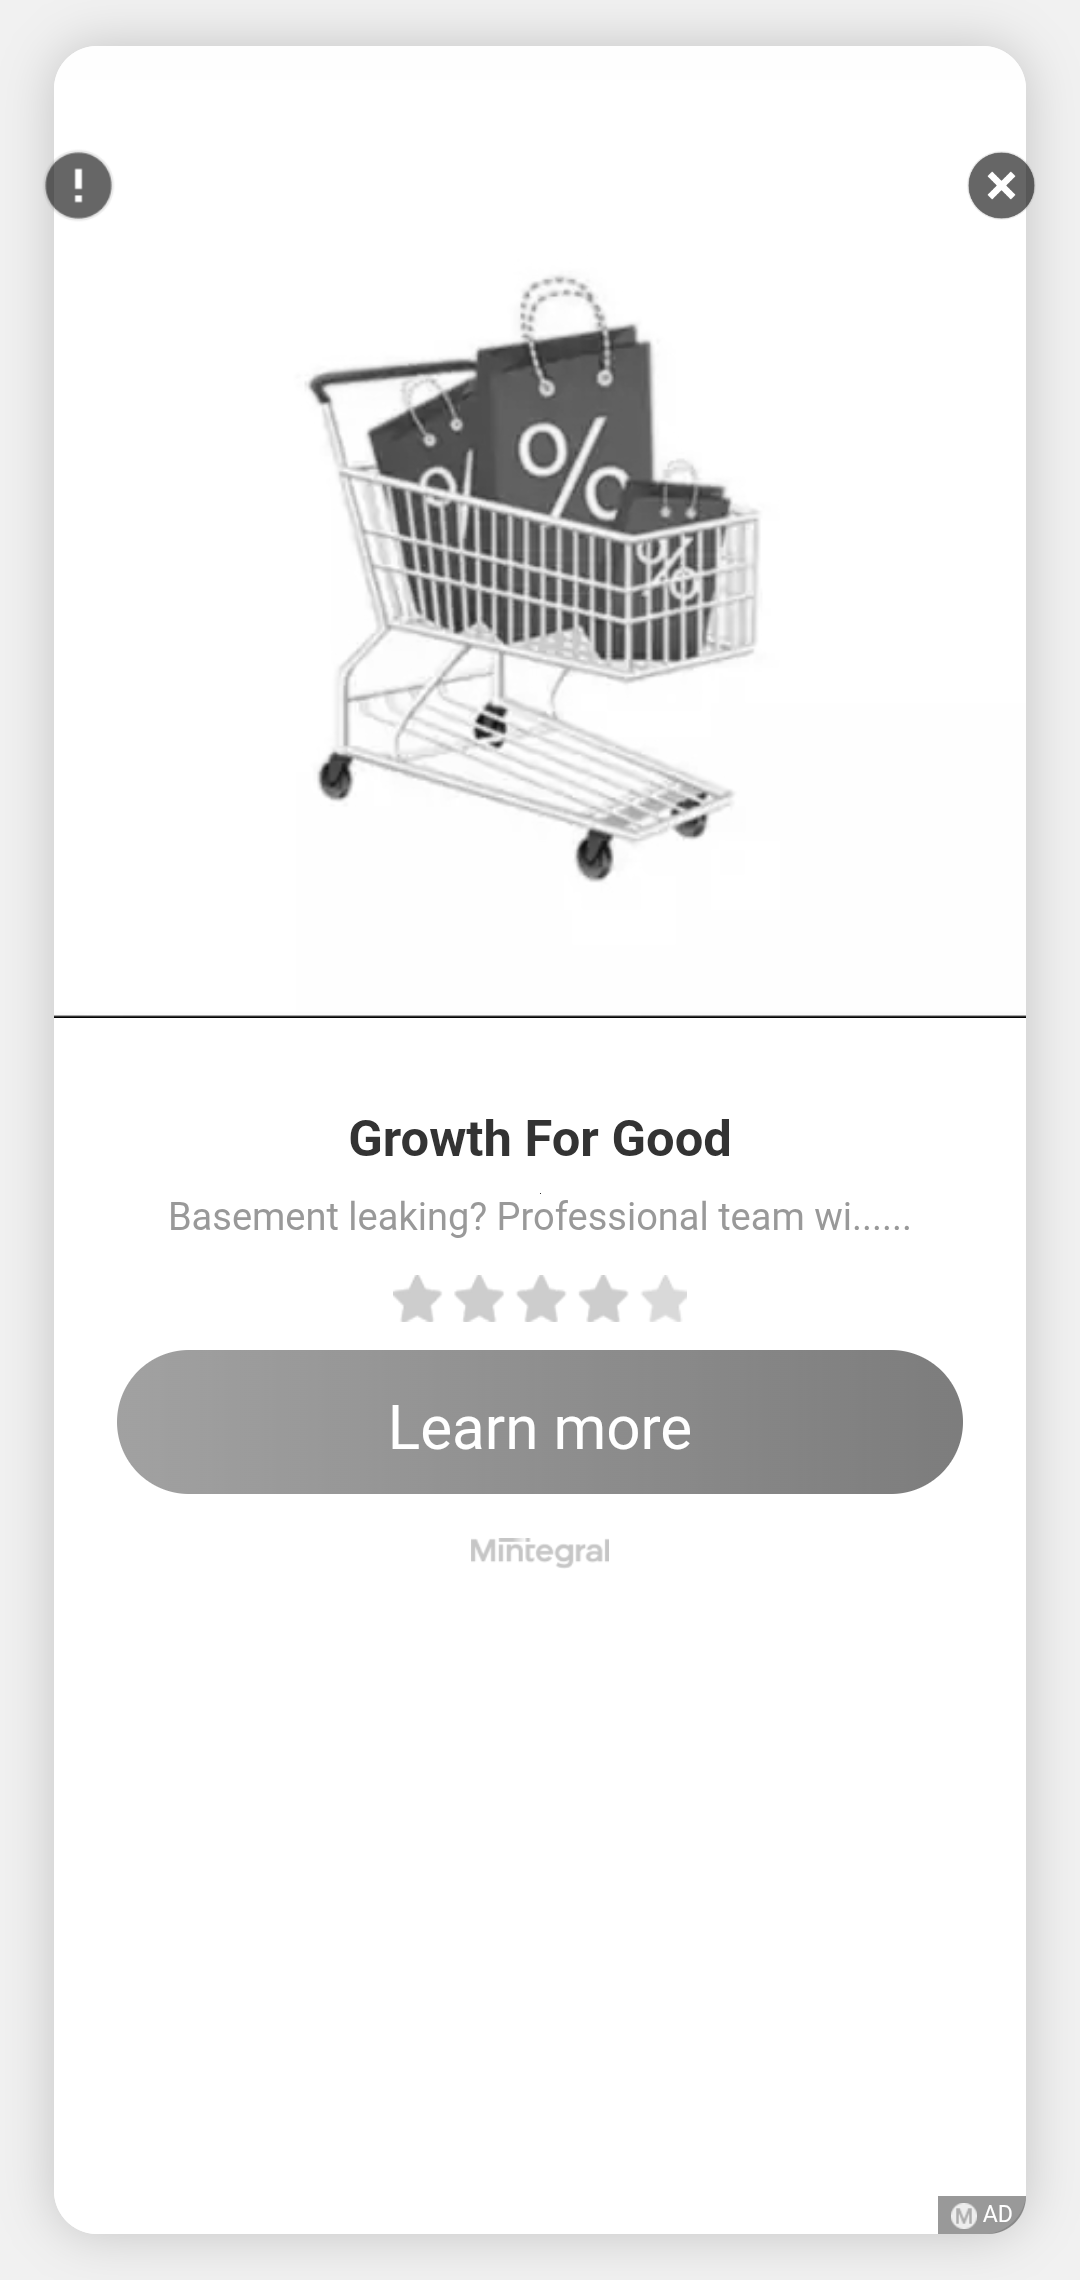 %
%
%
Growth For Good
Basement leaking? Professional team wi......
Learn more
Mintegral
M AD